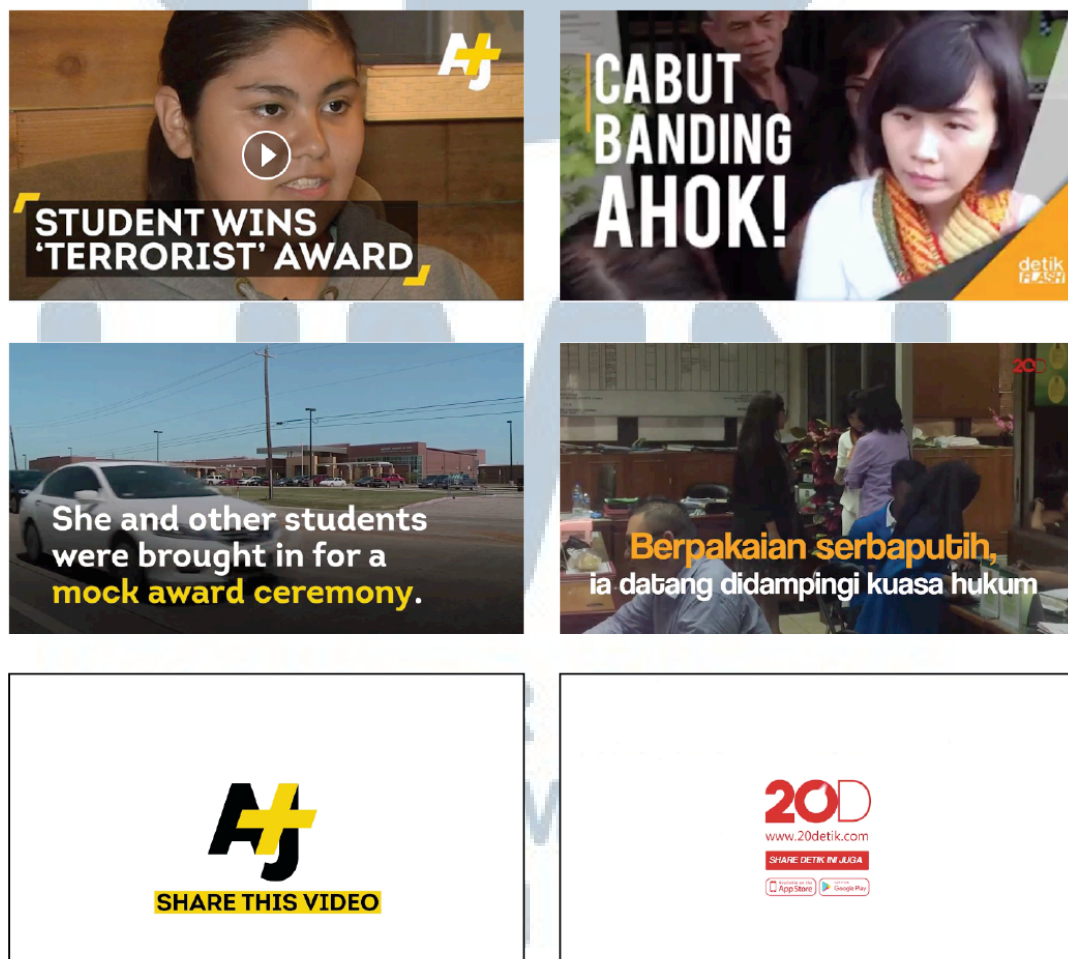 AJ+
STUDENT WINS
‘TERRORIST’ AWARD
CABUT
BANDING
AHOK!
detik
FLASH
She and other students
were brought in for a
mock award ceremony.
20D
Berpakaian serbaputih,
ia datang didampingi kuasa hukum
AJ+
SHARE THIS VIDEO
20D
www.20detik.com
SHARE DETIK INI JUGA
App Store
Google Play